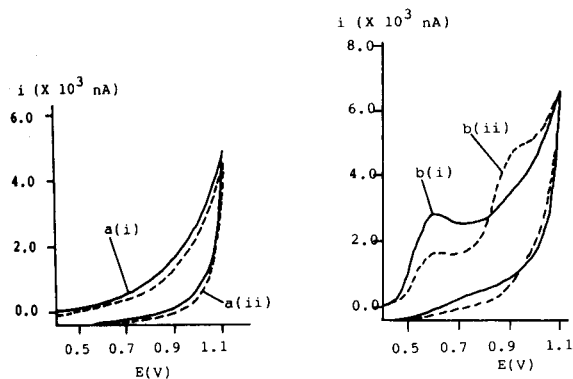 i (X 10³ nA)
6.0
4.0
2.0
0.0
a(i)
a(ii)
0.5 0.7 0.9 1.1
E(V)
i (X 10³ nA)
8.0
6.0
4.0
2.0
0.0
b(ii)
b(i)
0.5 0.7 0.9 1.1
E(V)